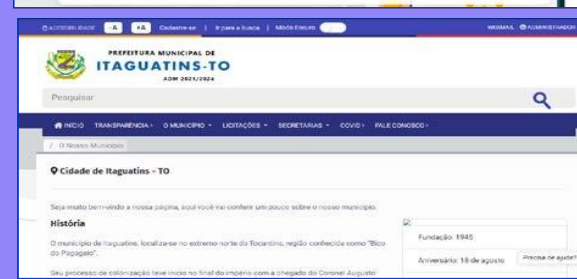 ACESSIBILIDADE -A +A Cadastre-se | Ir para a busca | Modo Escuro WEBMAIL ADMINISTRADOR
PREFEITURA MUNICIPAL DE
ITAGUATINS-TO
ADM 2021/2024
Pesquisar
INÍCIO TRANSPARÊNCIA O MUNICÍPIO LICITAÇÕES SECRETARIAS COVID FALE CONOSCO
/ O Nosso Município
Cidade de Itaguatins - TO
Seja muito bem-vindo a nossa página, aqui você vai conferir um pouco sobre o nosso município.
História
O município de Itaguatins, localiza-se no extremo norte do Tocantins, região conhecida como "Bico
do Papagaio".
Seu processo de colonização teve início no final do império com a chegada do Coronel Augusto
Fundação: 1945
Aniversário: 18 de agosto
Precisa de ajuda?